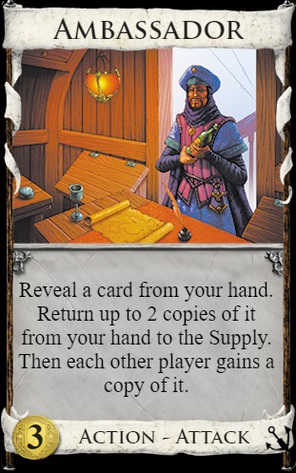 AMBASSADOR
Reveal a card from your hand.
Return up to 2 copies of it
from your hand to the Supply.
Then each other player gains a
copy of it.
3 ACTION - ATTACK